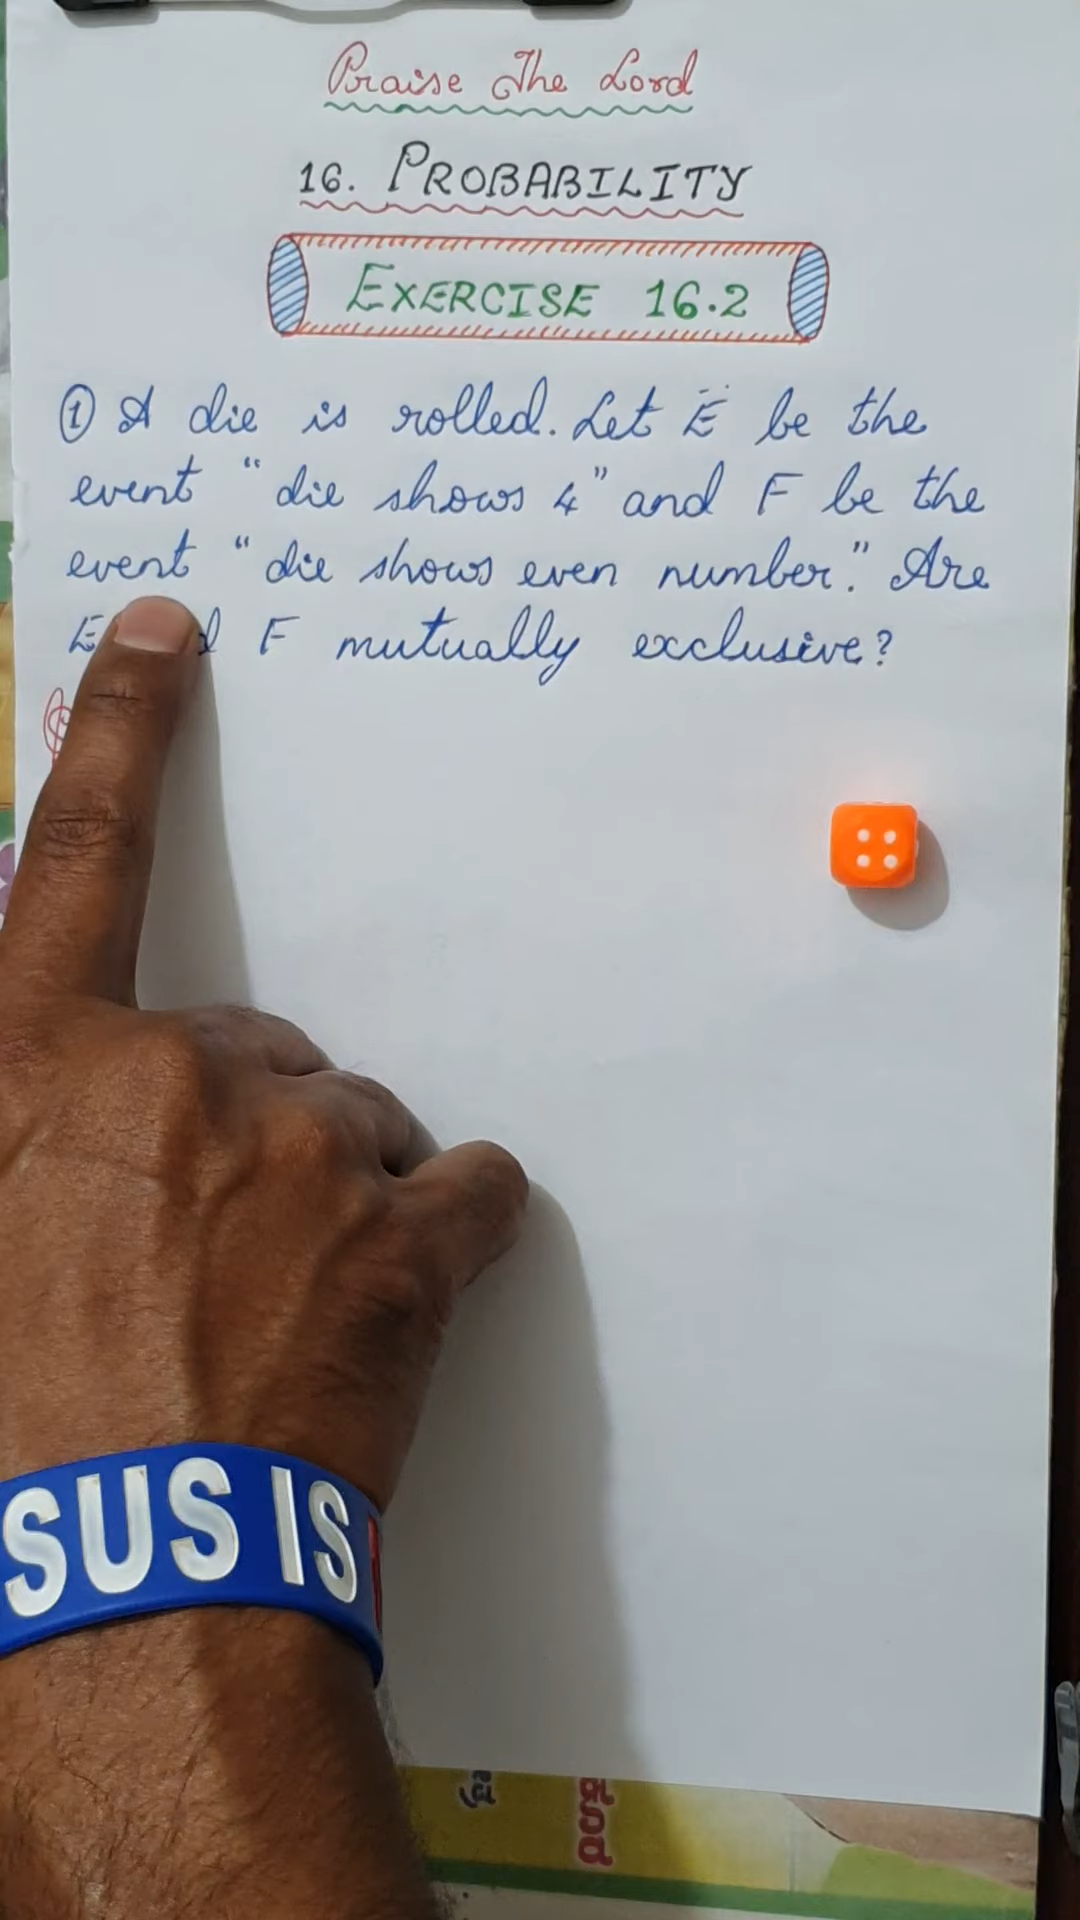 Praise The Lord
16. PROBABILITY
EXERCISE 16.2
① A die is rolled. Let E be the
event "die shows 4" and F be the
event "die shows even number." Are
E F mutually exclusive?
SUS IS